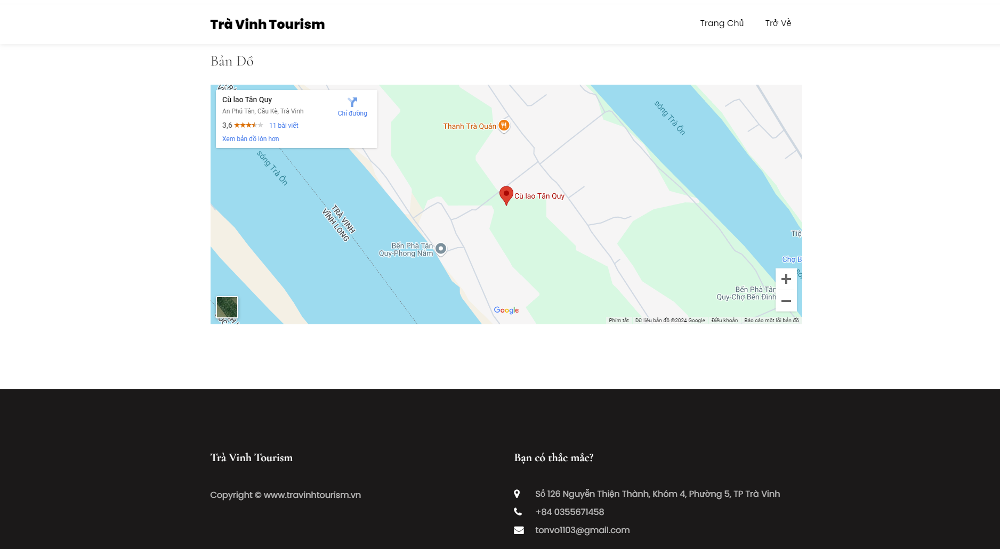 Trà Vinh Tourism
Trang Chủ
Trở Về
Bản Đồ
Cù lao Tân Quy
An Phú Tân, Cầu Kè, Trà Vinh
Chỉ đường
3,6
11 bài viết
Xem bản đồ lớn hơn
sông Trà Ôn
sông Trà Ôn
Thanh Trà Quán
Cù lao Tân Quy
TRÀ VINH
VĨNH LONG
Bến Phà Tân
Quy-Phong Nẫm
Tiệ
Chợ B
Bến Phà Tân
Quy-Chợ Bến Đình
Google
Phím tắt
Dữ liệu bản đồ ©2024 Google
Điều khoản
Báo cáo một lỗi bản đồ
Trà Vinh Tourism
Copyright © www.travinhtourism.vn
Bạn có thắc mắc?
Số 126 Nguyễn Thiện Thành, Khóm 4, Phường 5, TP Trà Vinh
+84 0355671458
tonvo1103@gmail.com